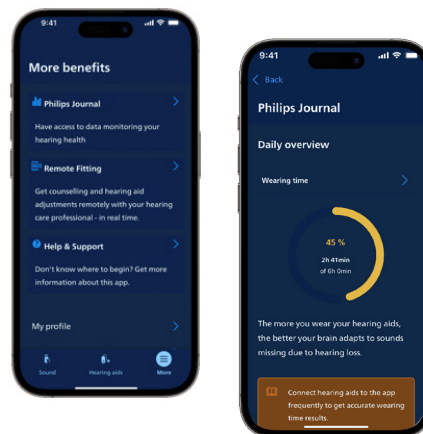 9:41
More benefits
Philips Journal
Have access to data monitoring your
hearing health
Remote Fitting
Get counselling and hearing aid
adjustments remotely with your hearing
care professional - in real time.
Help & Support
Don't know where to begin? Get more
information about this app.
My profile
Sound Hearing aids More
9:41
Back
Philips Journal
Daily overview
Wearing time
45 %
2h 41min
of 6h 0min
The more you wear your hearing aids,
the better your brain adapts to sounds
missing due to hearing loss.
Connect hearing aids to the app
frequently to get accurate wearing
time results.